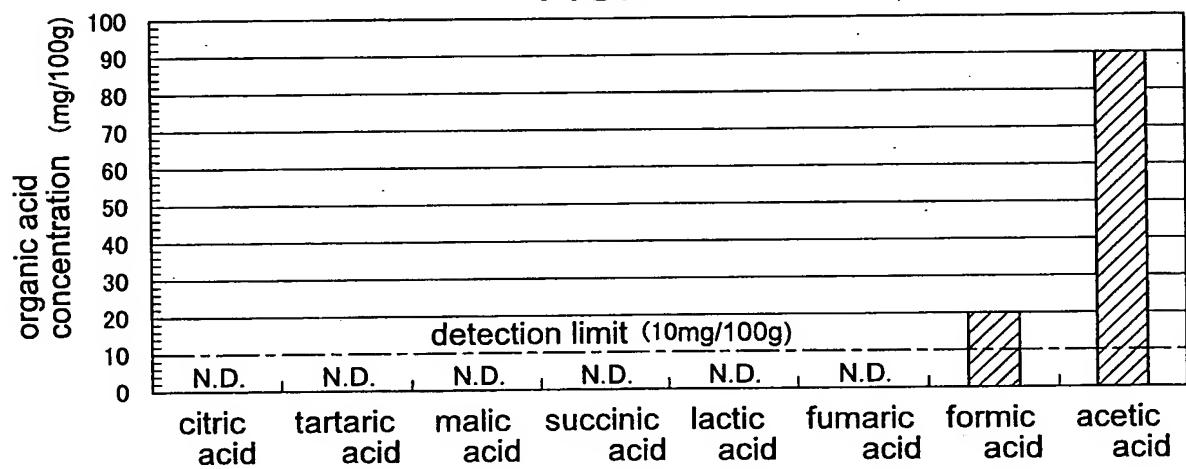 organic acid
concentration (mg/100g)
100
90
80
70
60
50
40
30
20
10
0
detection limit (10mg/100g)
N.D. N.D. N.D. N.D. N.D. N.D.
citric acid
tartaric acid
malic acid
succinic acid
lactic acid
fumaric acid
formic acid
acetic acid